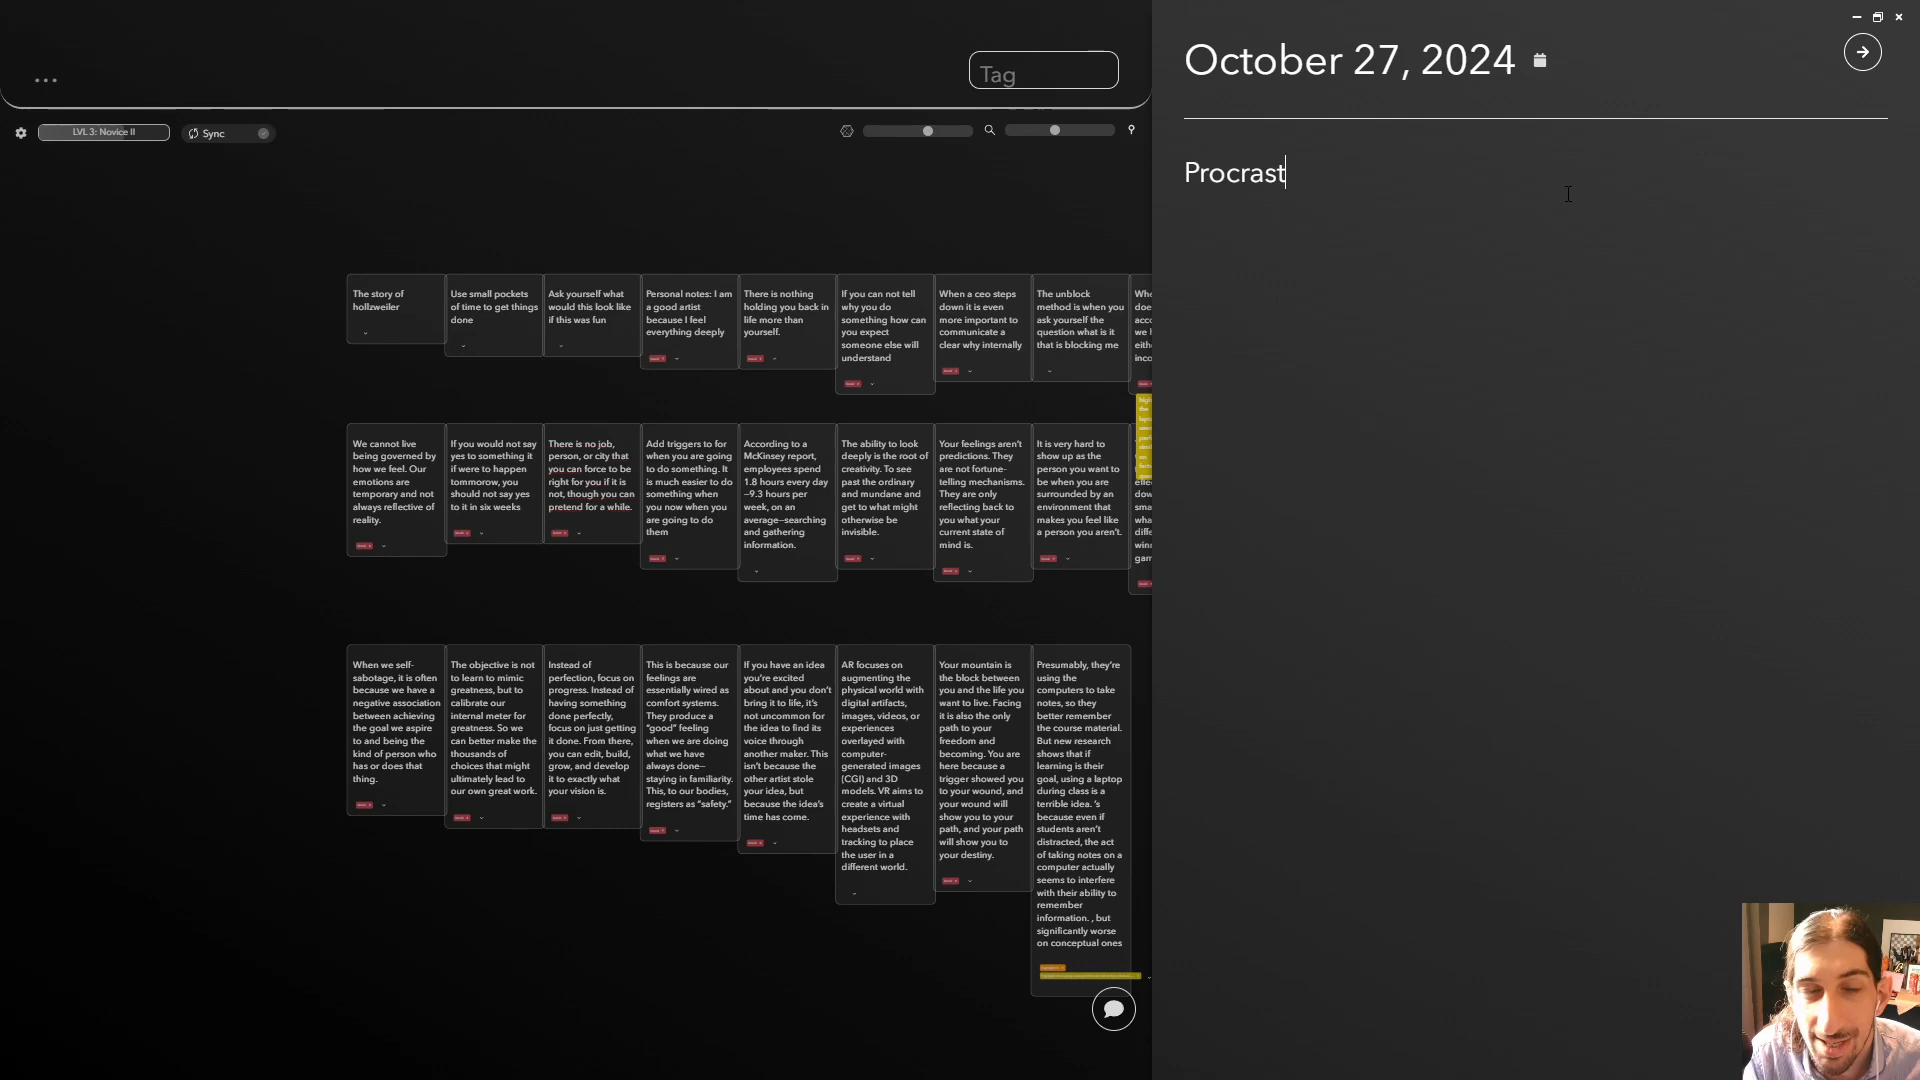 October 27, 2024
...
Tag
LVL 3: Novice II
Sync
Procrast
The story of
hollzweiler
Use small pockets
of time to get things
done
Ask yourself what
would this look like
if this was fun
Personal notes: I am
a good artist
because I feel
everything deeply
There is nothing
holding you back in
life more than
yourself.
If you can not tell
why you do
something how can
you expect
someone else will
understand
When a ceo steps
down it is even
more important to
communicate a
clear why internally
The unblock
method is when you
ask yourself the
question what is it
that is blocking me
We cannot live
being governed by
how we feel. Our
emotions are
temporary and not
always reflective of
reality.
If you would not say
yes to something it
if were to happen
tommorow, you
should not say yes
to it in six weeks
There is no job,
person, or city that
you can force to be
right for you if it is
not, though you can
pretend for a while.
Add triggers to for
when you are going
to do something. It
is much easier to do
something when
you now when you
are going to do
them
According to a
McKinsey report,
employees spend
1.8 hours every day
—9.3 hours per
week, on an
average—searching
and gathering
information.
The ability to look
deeply is the root of
creativity. To see
past the ordinary
and mundane and
get to what might
otherwise be
invisible.
Your feelings aren't
predictions. They
are not fortune-
telling mechanisms.
They are only
reflecting back to
you what your
current state of
mind is.
It is very hard to
show up as the
person you want to
be when you are
surrounded by an
environment that
makes you feel like
a person you aren't.
When we self-
sabotage, it is often
because we have a
negative association
between achieving
the goal we aspire
to and being the
kind of person who
has or does that
thing.
The objective is not
to learn to mimic
greatness, but to
calibrate our
internal meter for
greatness. So we
can better make the
thousands of
choices that might
ultimately lead to
our own great work.
Instead of
perfection, focus on
progress. Instead of
having something
done perfectly,
focus on just getting
it done. From there,
you can edit, build,
grow, and develop
it to exactly what
your vision is.
This is because our
feelings are
essentially wired as
comfort systems.
They produce a
“good” feeling
when we are doing
what we have
always done—
staying in familiarity.
This, to our bodies,
registers as “safety.”
If you have an idea
you're excited
about and you don't
bring it to life, it's
not uncommon for
the idea to find its
voice through
another maker. This
isn't because the
other artist stole
your idea, but
because the idea's
time has come.
AR focuses on
augmenting the
physical world with
digital artifacts,
images, videos, or
experiences
overlayed with
computer-
generated images
(CGI) and 3D
models. VR aims to
create a virtual
experience with
headsets and
tracking to place
the user in a
different world.
Your mountain is
the block between
you and the life you
want to live. Facing
it is also the only
path to your
freedom and
becoming. You are
here because a
trigger showed you
to your wound, and
your wound will
show you to your
path, and your path
will show you to
your destiny.
Presumably, they're
using the
computers to take
notes, so they
better remember
the course material.
But new research
shows that if
learning is their
goal, using a laptop
during class is a
terrible idea. 's
because even if
students aren't
distracted, the act
of taking notes on a
computer actually
seems to interfere
with their ability to
remember
information. , but
significantly worse
on conceptual ones